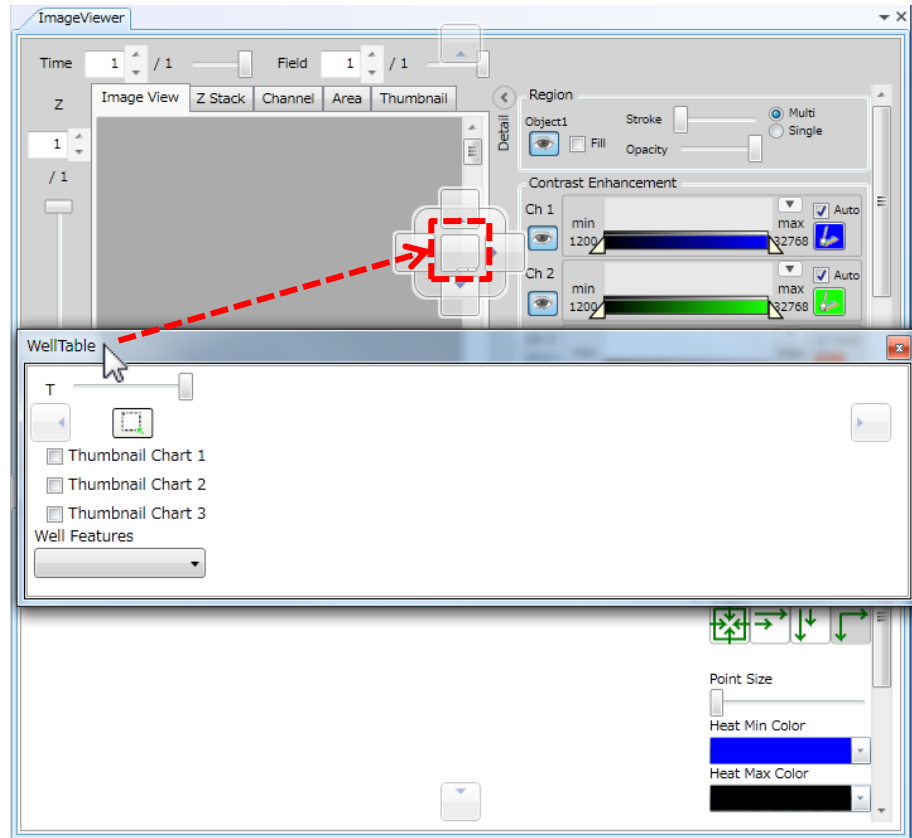 ImageViewer
Time 1 / 1 Field 1 / 1
Z
1
/ 1
Image View Z Stack Channel Area Thumbnail
Detail
Region
Object1
Fill
Stroke
Opacity
Multi
Single
Contrast Enhancement
Ch 1
min
1200
max
32768
Auto
Ch 2
min
1200
max
32768
Auto
WellTable
T
Thumbnail Chart 1
Thumbnail Chart 2
Thumbnail Chart 3
Well Features
Point Size
Heat Min Color
Heat Max Color